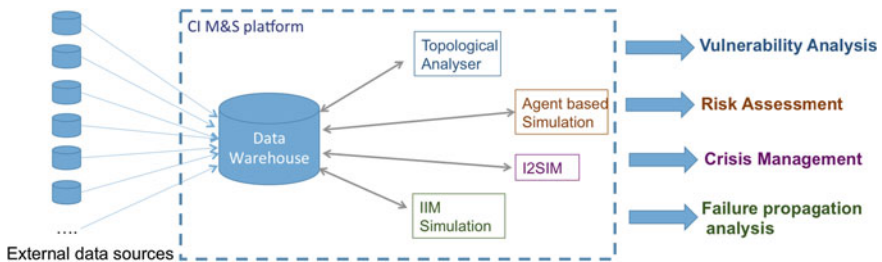 CI M&S platform
Topological
Analyser
Vulnerability Analysis
Agent based
Simulation
Risk Assessment
Data
Warehouse
I2SIM
Crisis Management
IIM
Simulation
Failure propagation
analysis
....
External data sources